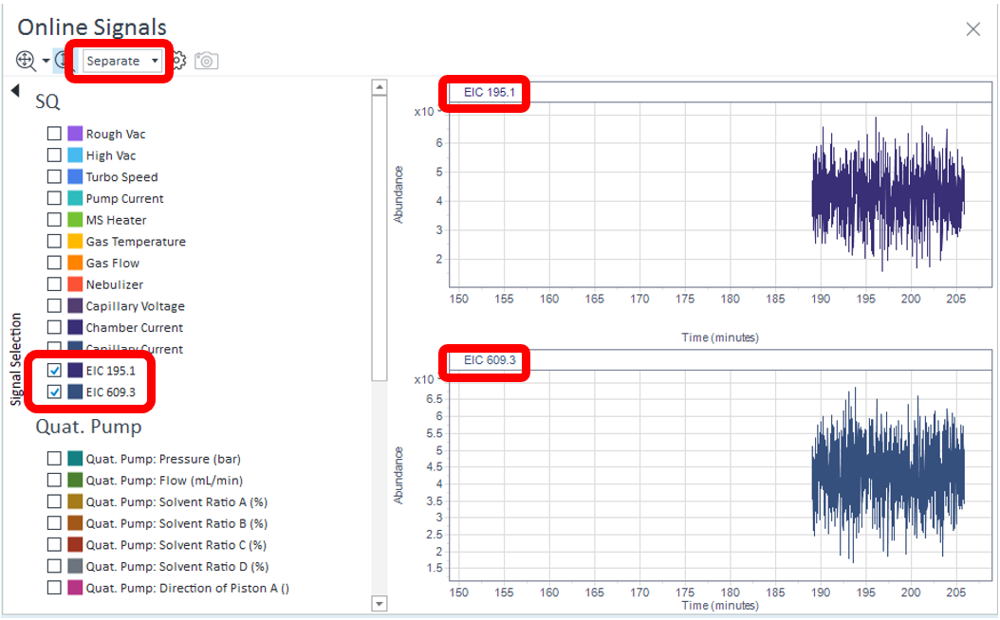 Online Signals
Separate
SQ
Rough Vac
High Vac
Turbo Speed
Pump Current
MS Heater
Gas Temperature
Gas Flow
Nebulizer
Capillary Voltage
Chamber Current
Capillary Current
EIC 195.1
EIC 609.3
Signal Selection
Quat. Pump
Quat. Pump: Pressure (bar)
Quat. Pump: Flow (mL/min)
Quat. Pump: Solvent Ratio A (%)
Quat. Pump: Solvent Ratio B (%)
Quat. Pump: Solvent Ratio C (%)
Quat. Pump: Solvent Ratio D (%)
Quat. Pump: Direction of Piston A ()
EIC 195.1
x10
6
5
4
3
2
Abundance
150 155 160 165 170 175 180 185 190 195 200 205
Time (minutes)
EIC 609.3
x10
6.5
6
5.5
5
4.5
4
3.5
3
2.5
2
1.5
Abundance
150 155 160 165 170 175 180 185 190 195 200 205
Time (minutes)